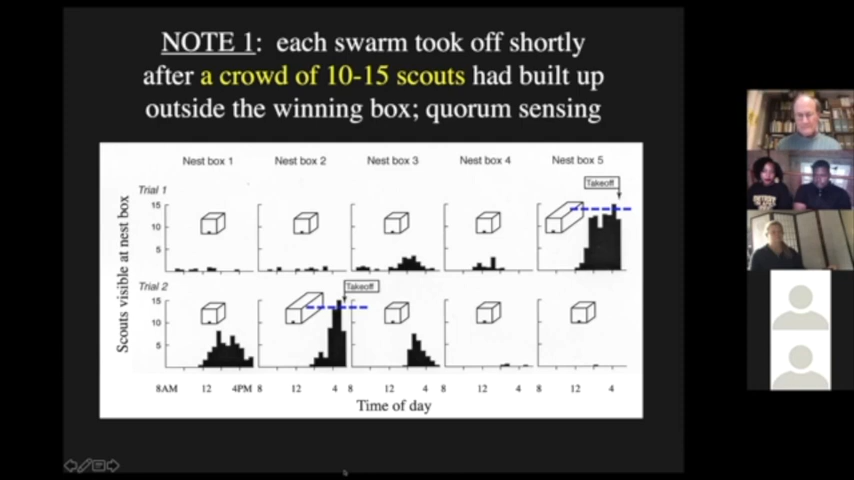 NOTE 1: each swarm took off shortly
after a crowd of 10-15 scouts had built up
outside the winning box; quorum sensing
Nest box 1 Nest box 2 Nest box 3 Nest box 4 Nest box 5
Takeoff
Trial 1
15
10
5
Scouts visible at nest box
Trial 2
Takeoff
15
10
5
8AM 12 4PM 8 12 4 8 12 4 8 12 4 8 12 4
Time of day